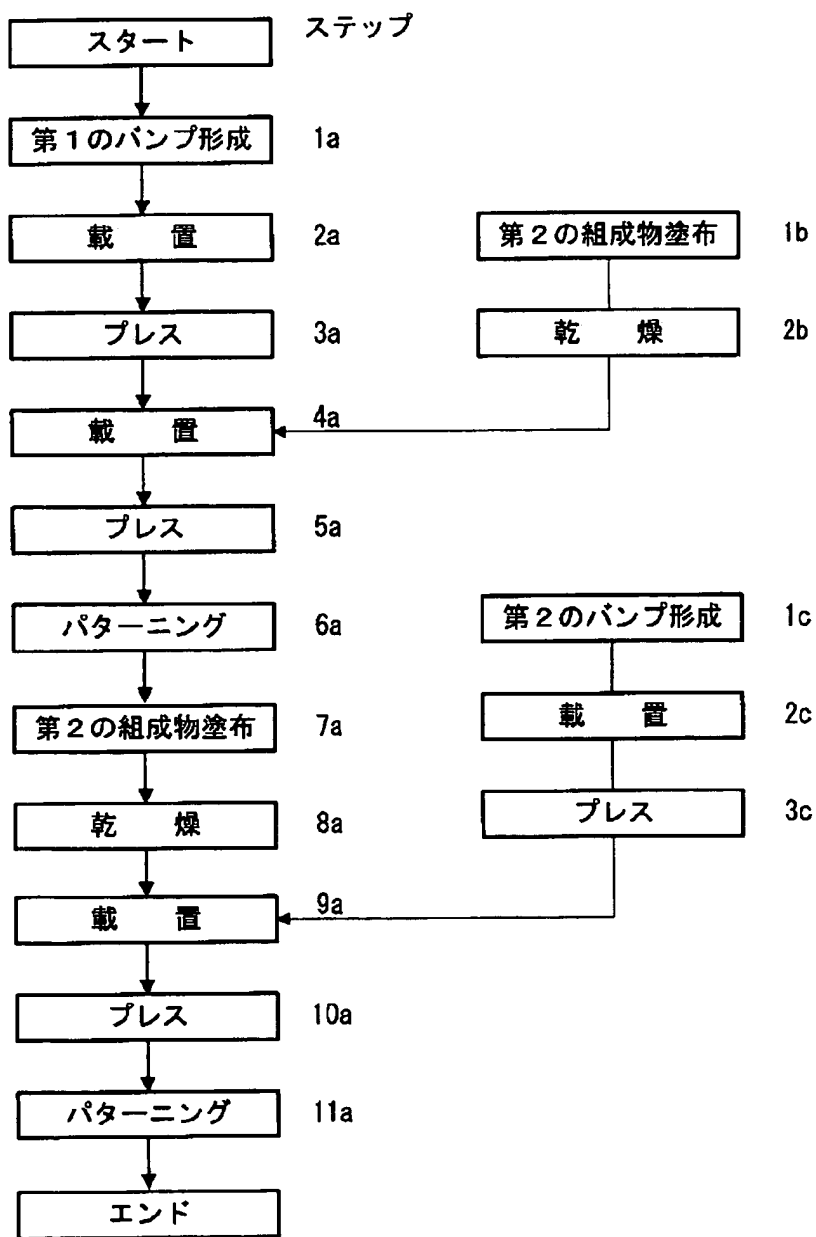 スタート ステップ
第1のバンプ形成 1a
載 置 2a
第2の組成物塗布 1b
プレス 3a
乾 燥 2b
載 置 4a
プレス 5a
パターニング 6a
第2のバンプ形成 1c
第2の組成物塗布 7a
載 置 2c
乾 燥 8a
プレス 3c
載 置 9a
プレス 10a
パターニング 11a
エンド